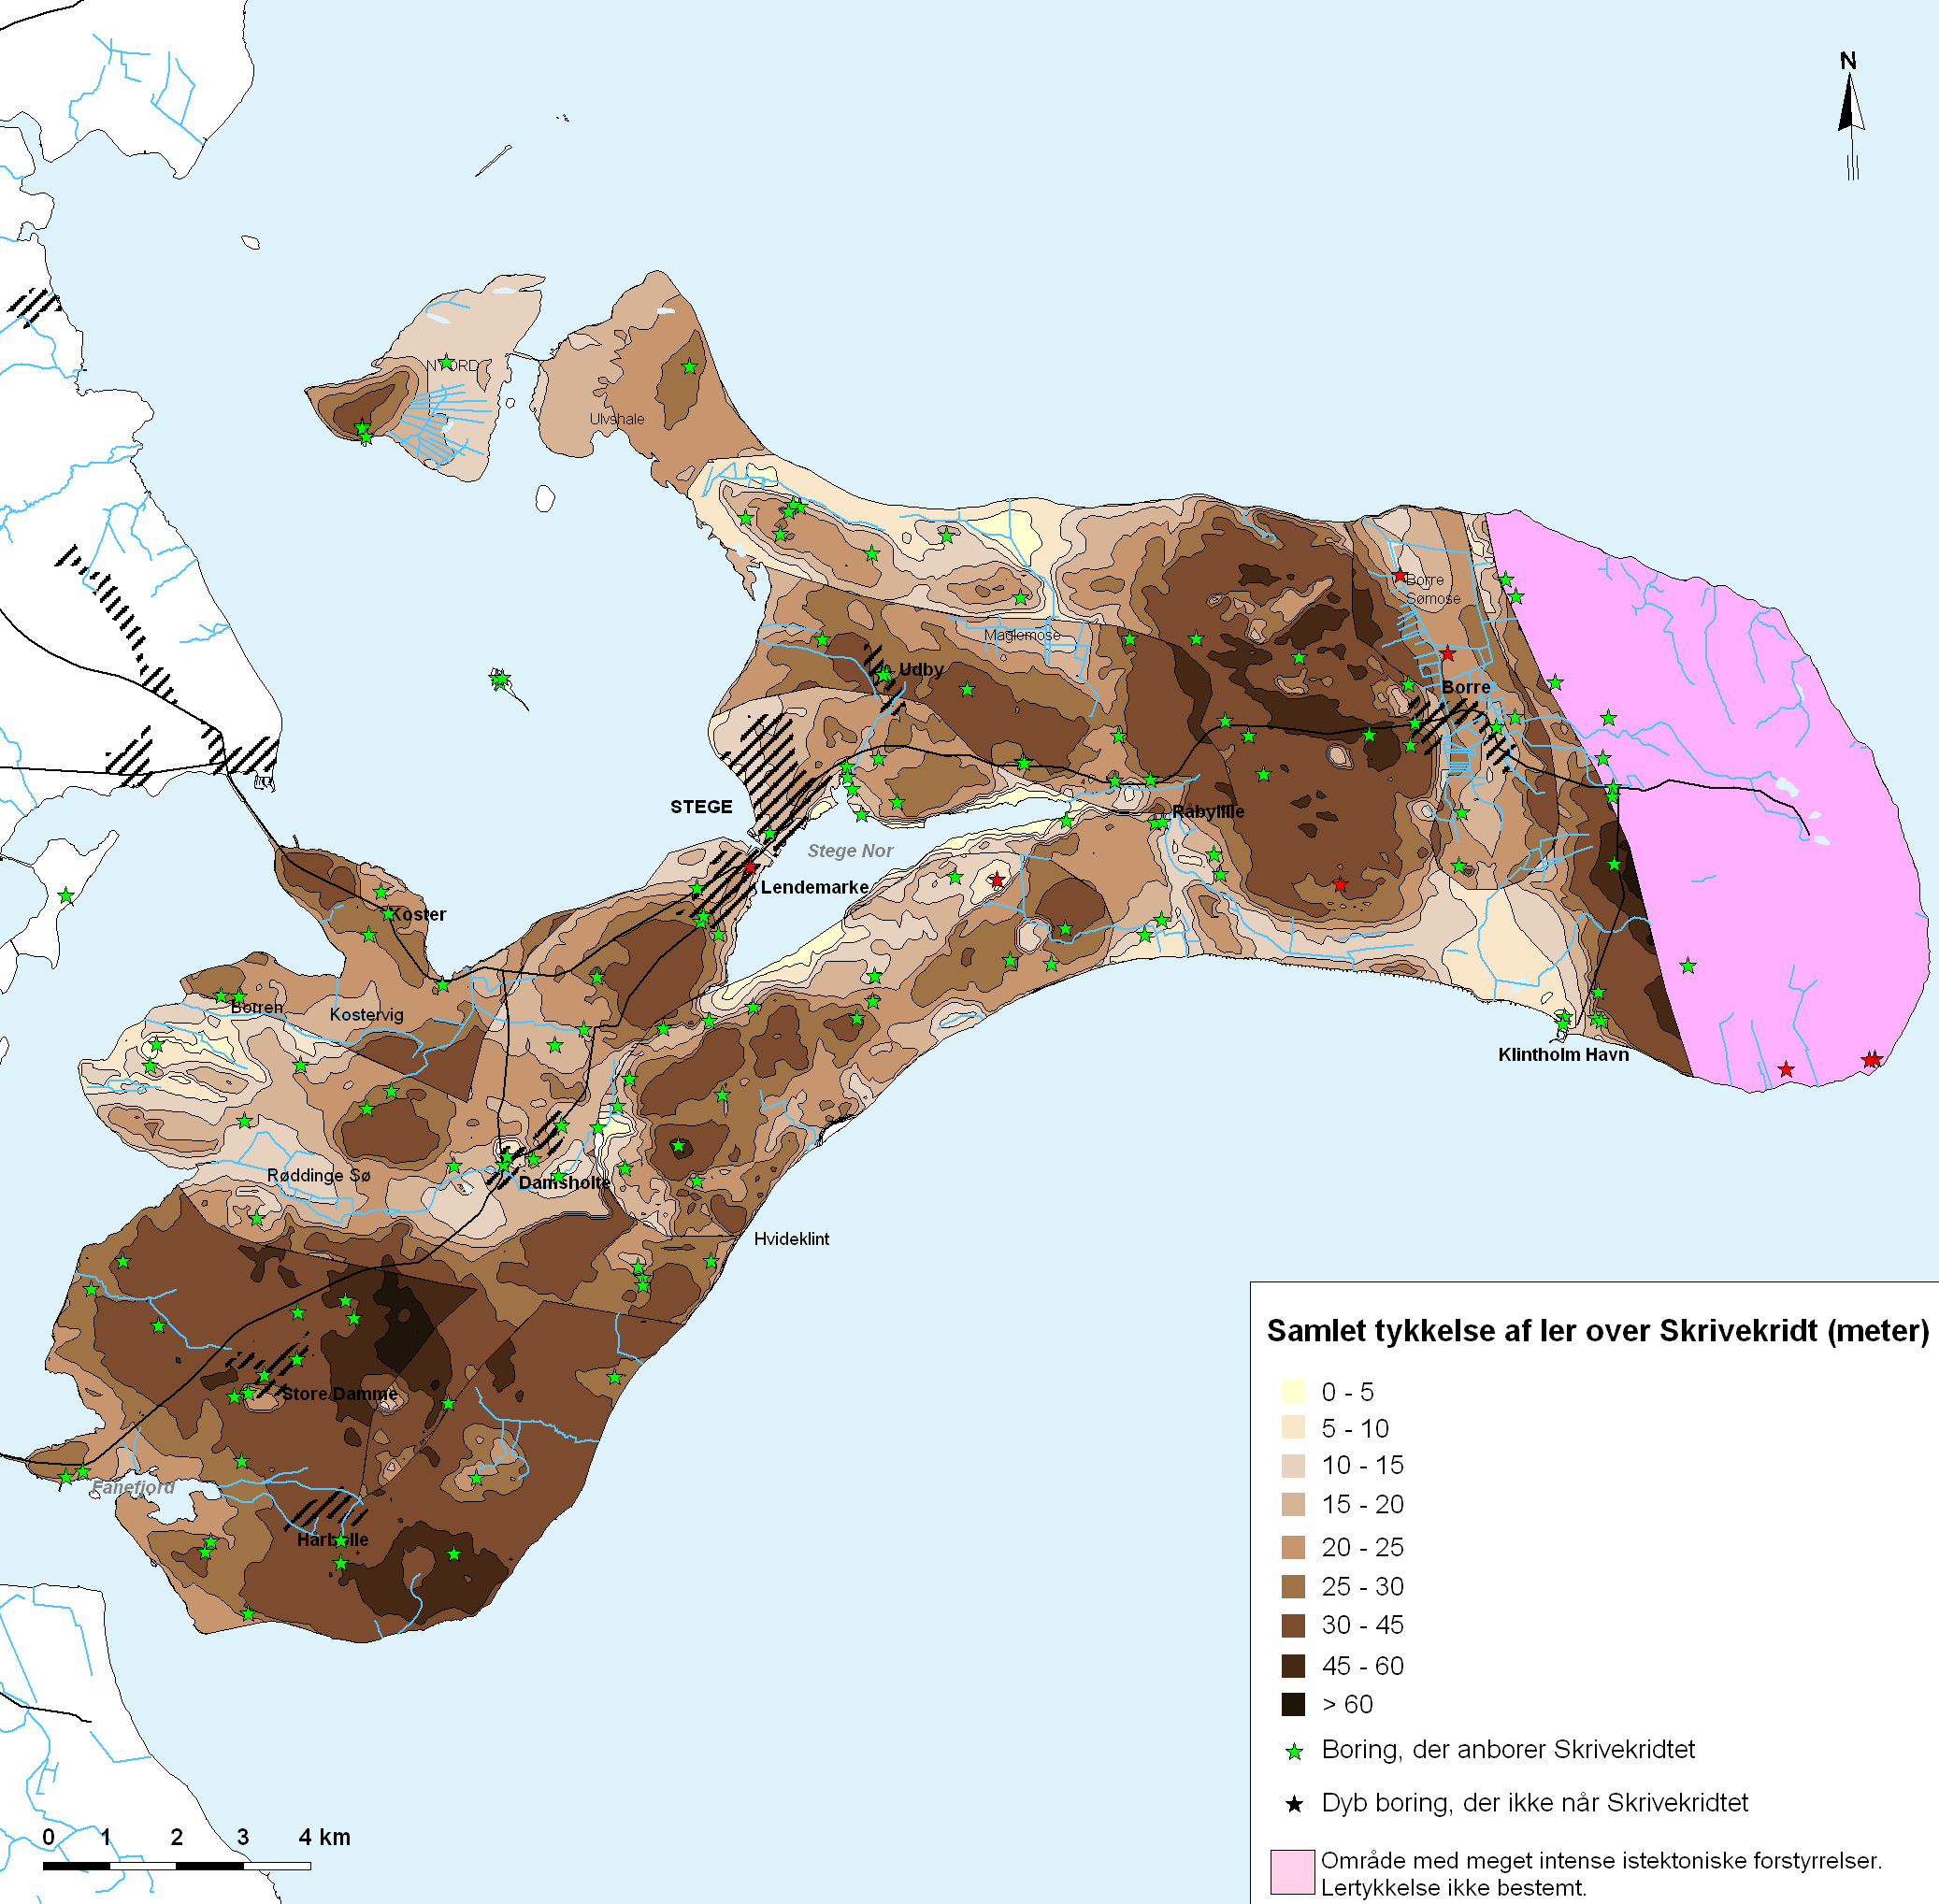 N
NYORD
Ulvshale
Borre
Sømose
Maglemose
Udby
Borre
STEGE
Råbylille
Stege Nor
Lendemarke
Koster
Borren
Kostervig
Klintholm Havn
Røddinge Sø
Damsholte
Hvideklint
Store Damme
Fanefjord
Hårbølle
Samlet tykkelse af ler over Skrivekridt (meter)
0 - 5
5 - 10
10 - 15
15 - 20
20 - 25
25 - 30
30 - 45
45 - 60
> 60
Boring, der anborer Skrivekridtet
Dyb boring, der ikke når Skrivekridtet
Område med meget intense istektoniske forstyrrelser.
Lertykkelse ikke bestemt.
0 1 2 3 4 km